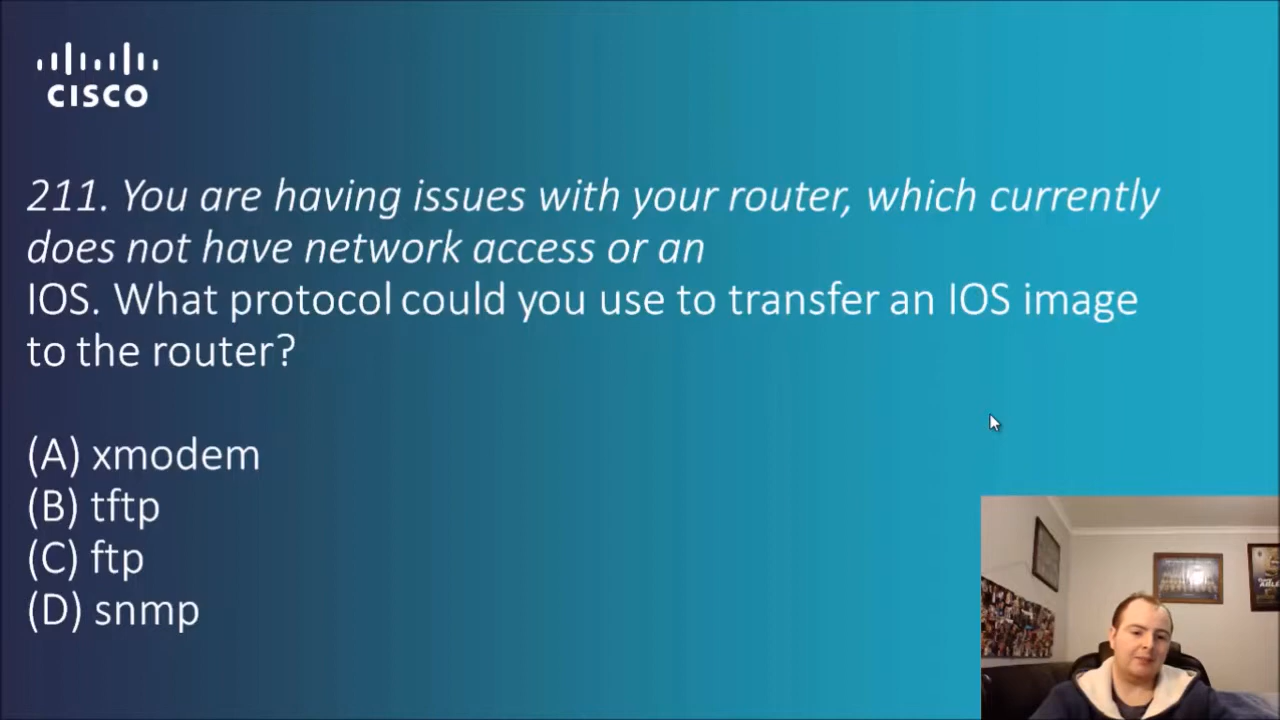 CISCO
211. You are having issues with your router, which currently
does not have network access or an
IOS. What protocol could you use to transfer an IOS image
to the router?
(A) xmodem
(B) tftp
(C) ftp
(D) snmp